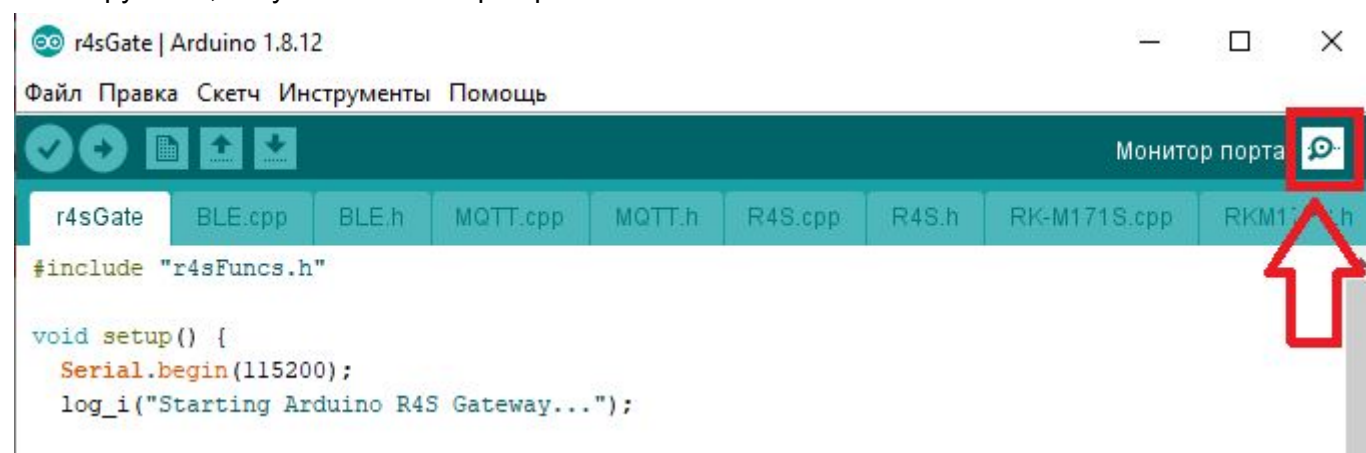 r4sGate | Arduino 1.8.12
Файл Правка Скетч Инструменты Помощь
Монитор порта
r4sGate BLE.cpp BLE.h MQTT.cpp MQTT.h R4S.cpp R4S.h RK-M171S.cpp
#include "r4sFuncs.h"
void setup() {
Serial.begin(115200);
log_i("Starting Arduino R4S Gateway...");